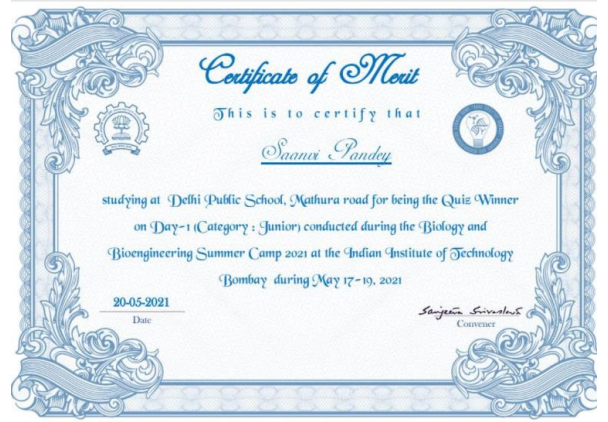 Certificate of Merit
This is to certify that
Saanvi Pandey
studying at Delhi Public School, Mathura road for being the Quiz Winner
on Day-1 (Category : Junior) conducted during the Biology and
Bioengineering Summer Camp 2021 at the Indian Institute of Technology
Bombay during May 17-19, 2021
20-05-2021
Date
Sanjeeva Srivastava
Convener